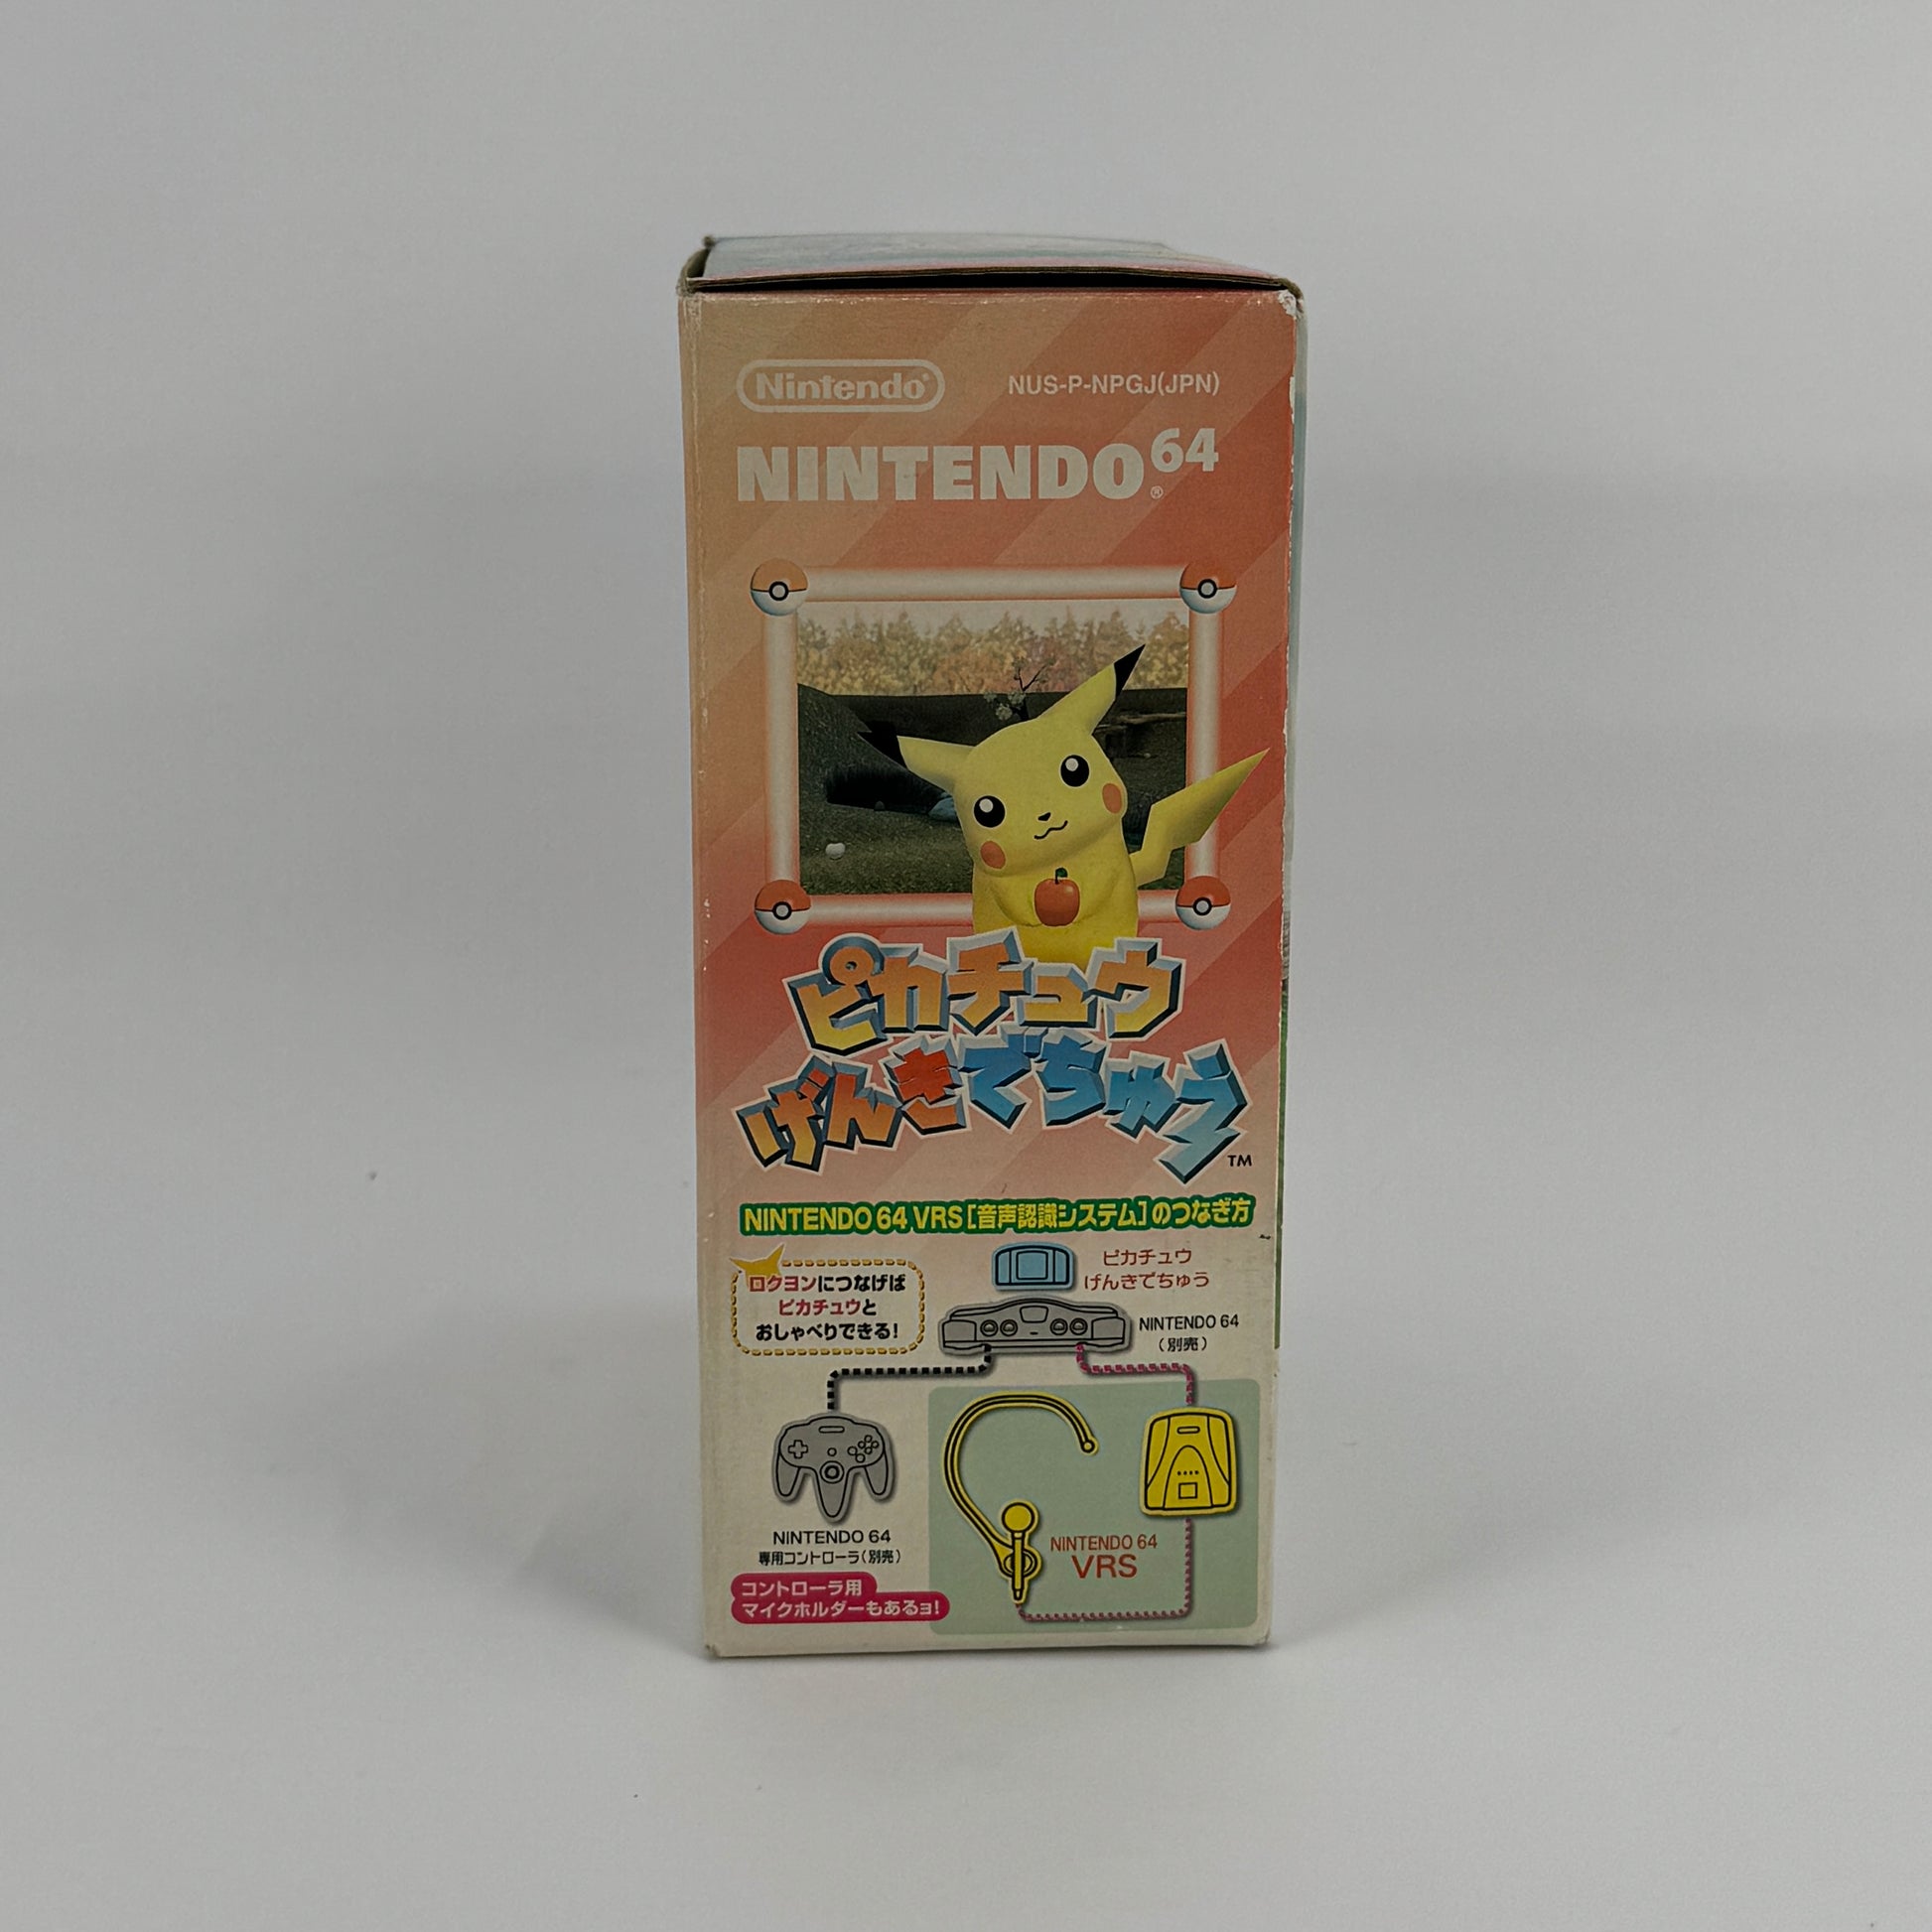 Nintendo®
NUS-P-NPGJ(JPN)
NINTENDO64®
ピカチュウ
げんきでちゅう
TM
NINTENDO 64 VRS[音声認識システム]のつなぎ方
ロクヨンにつなげば
ピカチュウと
おしゃべりできる!
ピカチュウ
げんきでちゅう
NINTENDO 64
(別売)
NINTENDO 64
専用コントローラ(別売)
NINTENDO 64
VRS
コントローラ用
マイクホルダーもあるヨ!